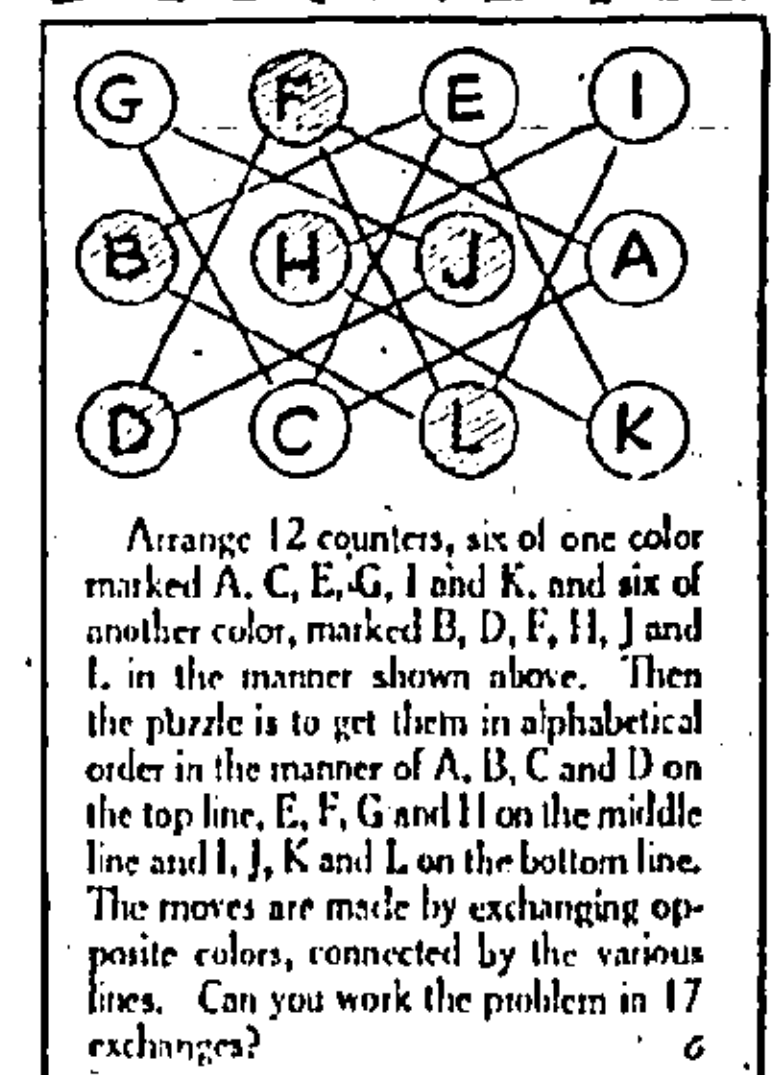 G F E I
B H J A
D C L K
Arrange 12 counters, six of one color
marked A, C, E, G, I and K, and six of
another color, marked B, D, F, H, J and
L in the manner shown above. Then
the puzzle is to get them in alphabetical
order in the manner of A, B, C and D on
the top line, E, F, G and H on the middle
line and I, J, K and L on the bottom line.
The moves are made by exchanging op-
posite colors, connected by the various
lines. Can you work the problem in 17
exchanges? 6